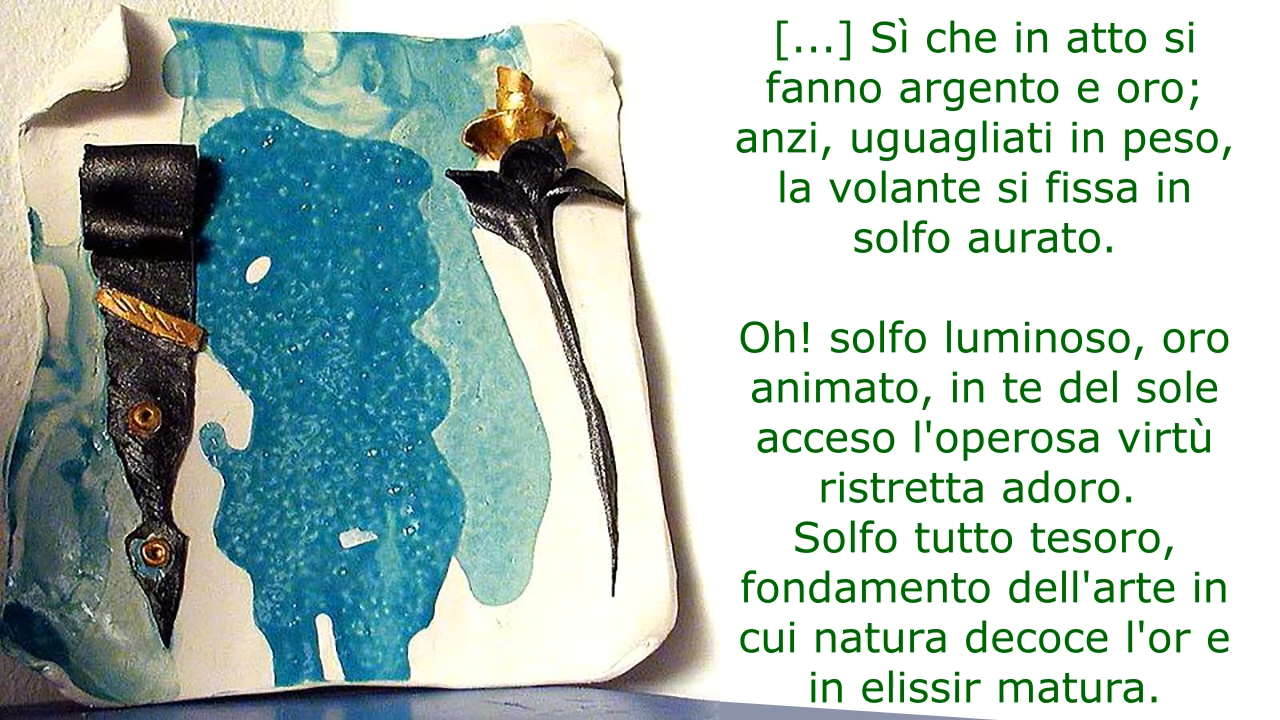 [...] Sì che in atto si
fanno argento e oro;
anzi, uguagliati in peso,
la volante si fissa in
solfo aurato.
Oh! solfo luminoso, oro
animato, in te del sole
acceso l'operosa virtù
ristretta adoro.
Solfo tutto tesoro,
fondamento dell'arte in
cui natura decoce l'or e
in elissir matura.